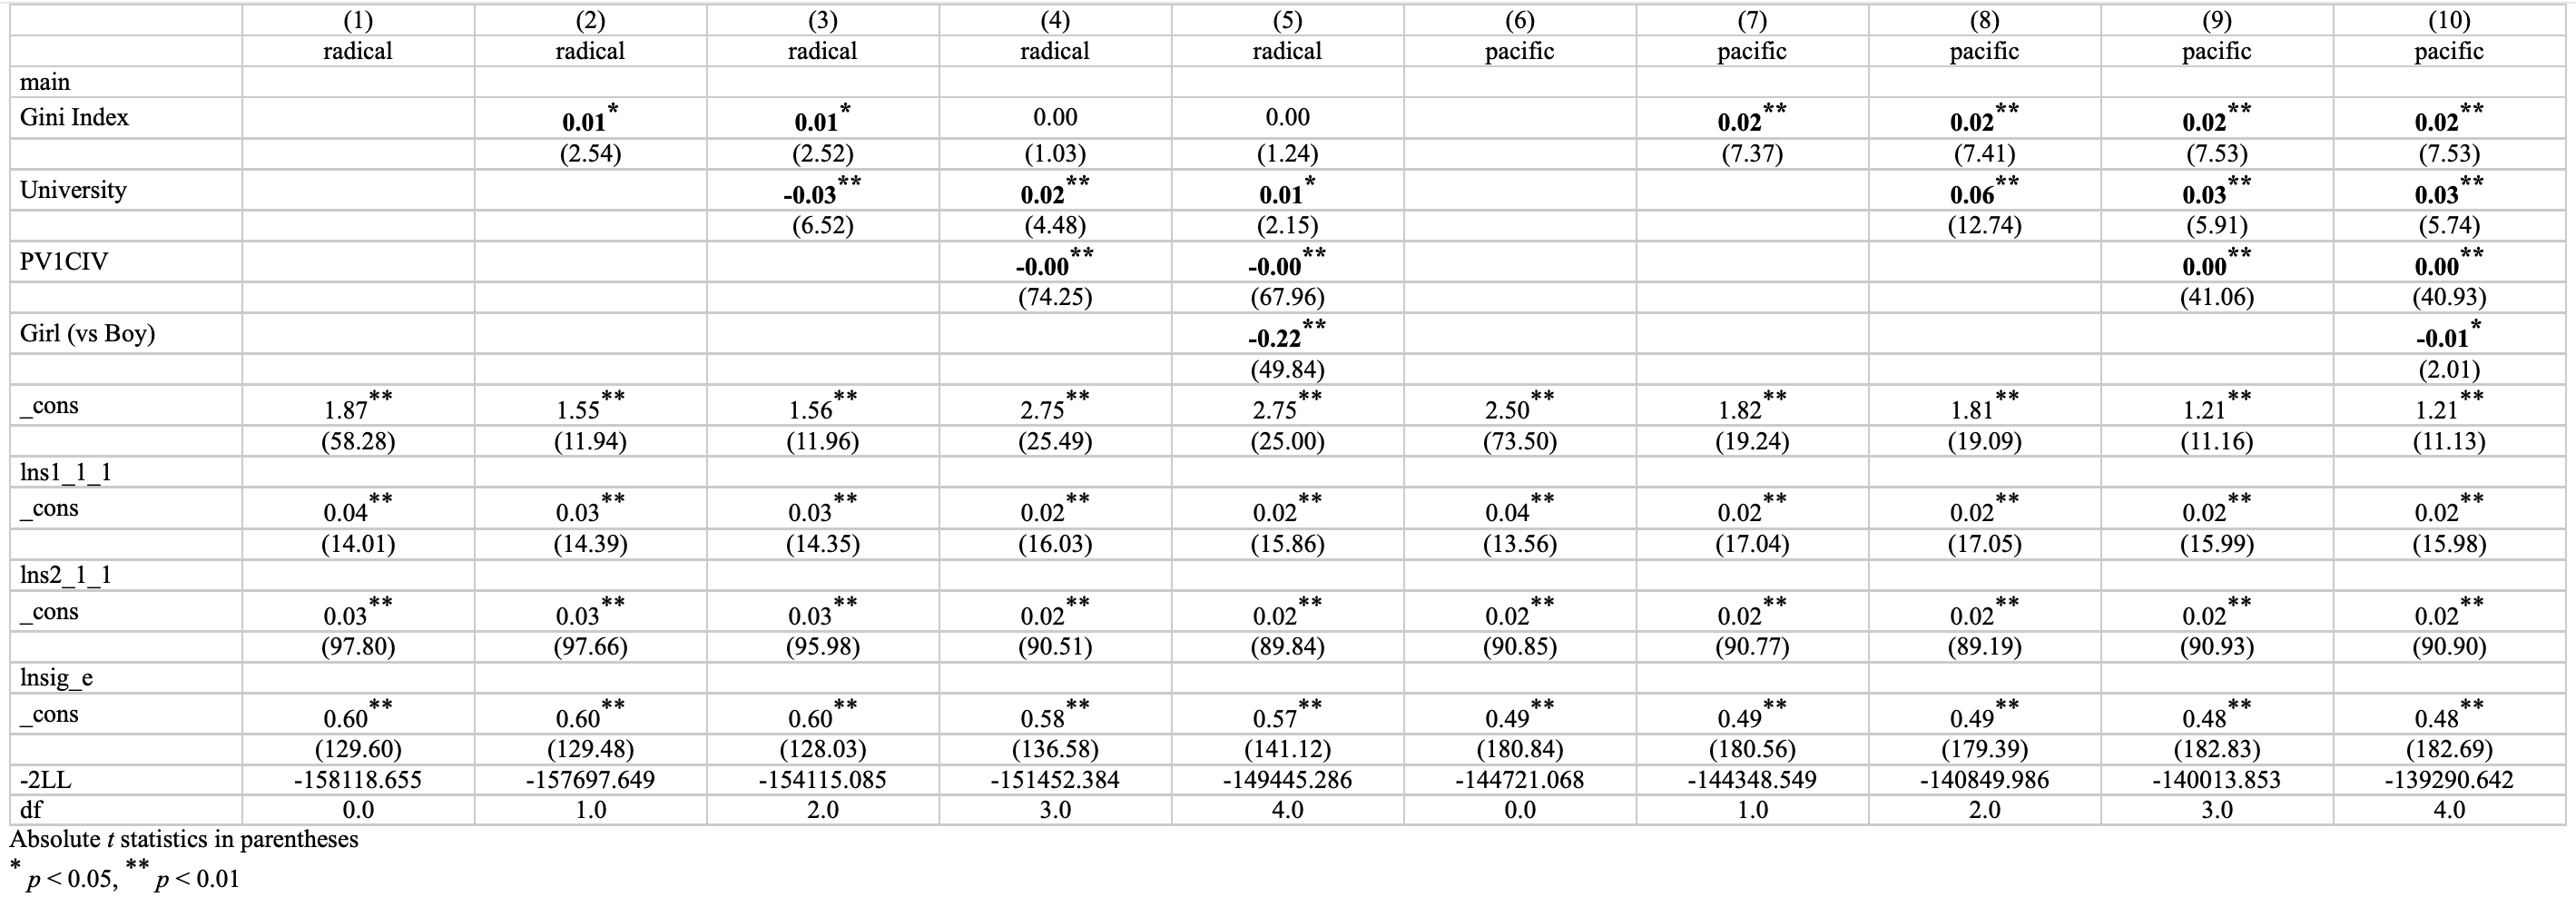 (1) (2) (3) (4) (5) (6) (7) (8) (9) (10)
radical radical radical radical radical pacific pacific pacific pacific pacific
main
Gini Index 0.01* 0.01* 0.00 0.00 0.02** 0.02** 0.02** 0.02**
(2.54) (2.52) (1.03) (1.24) (7.37) (7.41) (7.53) (7.53)
University -0.03** 0.02** 0.01* 0.06** 0.03** 0.03**
(6.52) (4.48) (2.15) (12.74) (5.91) (5.74)
PV1CIV -0.00** -0.00** 0.00** 0.00**
(74.25) (67.96) (41.06) (40.93)
Girl (vs Boy) -0.22** -0.01*
(49.84) (2.01)
_cons 1.87** 1.55** 1.56** 2.75** 2.75** 2.50** 1.82** 1.81** 1.21** 1.21**
(58.28) (11.94) (11.96) (25.49) (25.00) (73.50) (19.24) (19.09) (11.16) (11.13)
lns1_1_1
_cons 0.04** 0.03** 0.03** 0.02** 0.02** 0.04** 0.02** 0.02** 0.02** 0.02**
(14.01) (14.39) (14.35) (16.03) (15.86) (13.56) (17.04) (17.05) (15.99) (15.98)
lns2_1_1
_cons 0.03** 0.03** 0.03** 0.02** 0.02** 0.02** 0.02** 0.02** 0.02** 0.02**
(97.80) (97.66) (95.98) (90.51) (89.84) (90.85) (90.77) (89.19) (90.93) (90.90)
lnsig_e
_cons 0.60** 0.60** 0.60** 0.58** 0.57** 0.49** 0.49** 0.49** 0.48** 0.48**
(129.60) (129.48) (128.03) (136.58) (141.12) (180.84) (180.56) (179.39) (182.83) (182.69)
-2LL -158118.655 -157697.649 -154115.085 -151452.384 -149445.286 -144721.068 -144348.549 -140849.986 -140013.853 -139290.642
df 0.0 1.0 2.0 3.0 4.0 0.0 1.0 2.0 3.0 4.0
Absolute t statistics in parentheses
* p < 0.05, ** p < 0.01